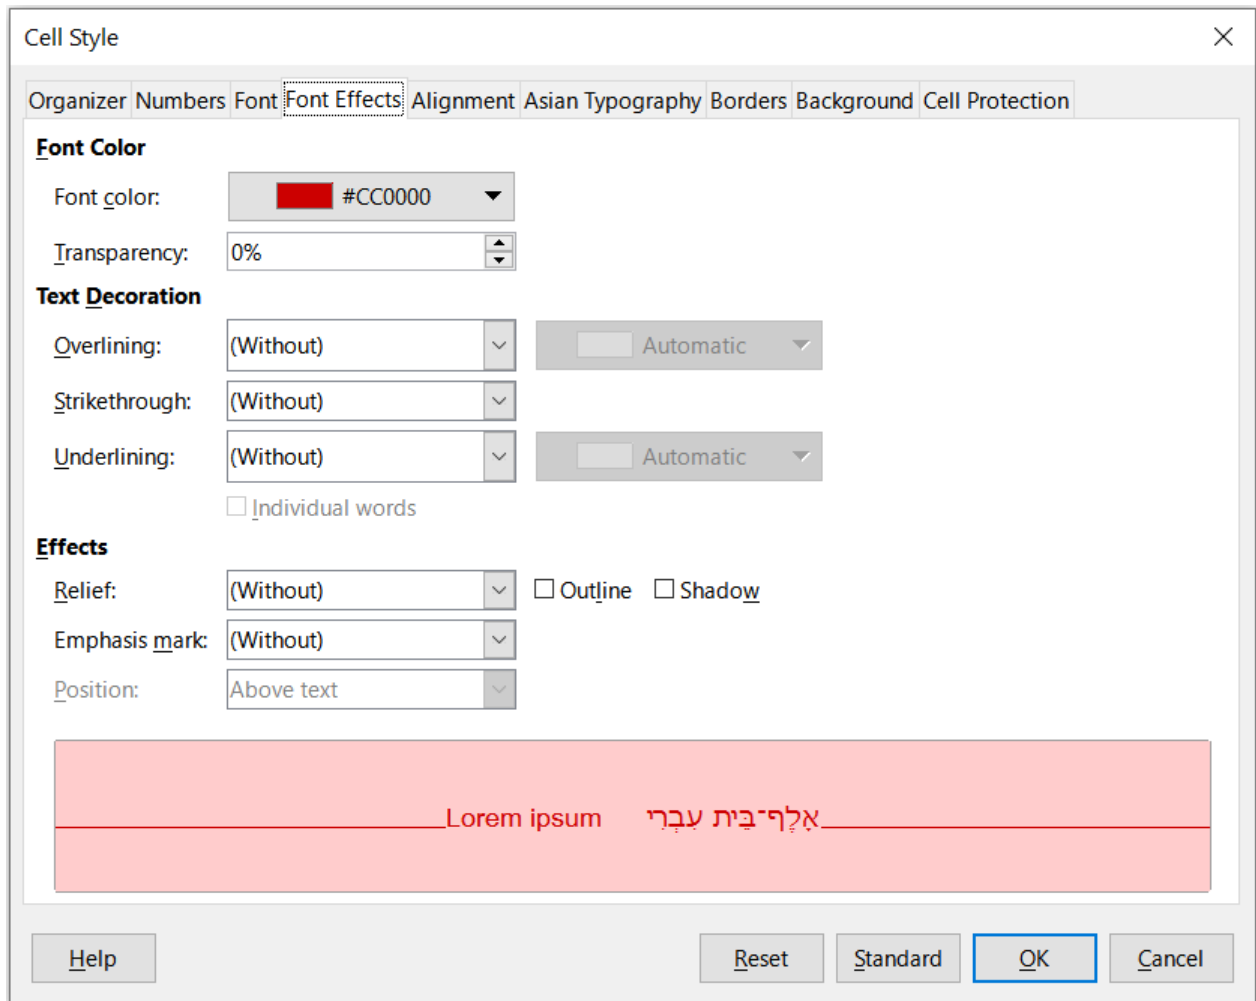 Cell Style
Organizer Numbers Font Font Effects Alignment Asian Typography Borders Background Cell Protection
Font Color
Font color: #CC0000
Transparency: 0%
Text Decoration
Overlining: (Without) Automatic
Strikethrough: (Without)
Underlining: (Without) Automatic
Individual words
Effects
Relief: (Without) Outline Shadow
Emphasis mark: (Without)
Position: Above text
Lorem ipsum אָלֶף־בֵּית עִבְרִי
Help Reset Standard OK Cancel